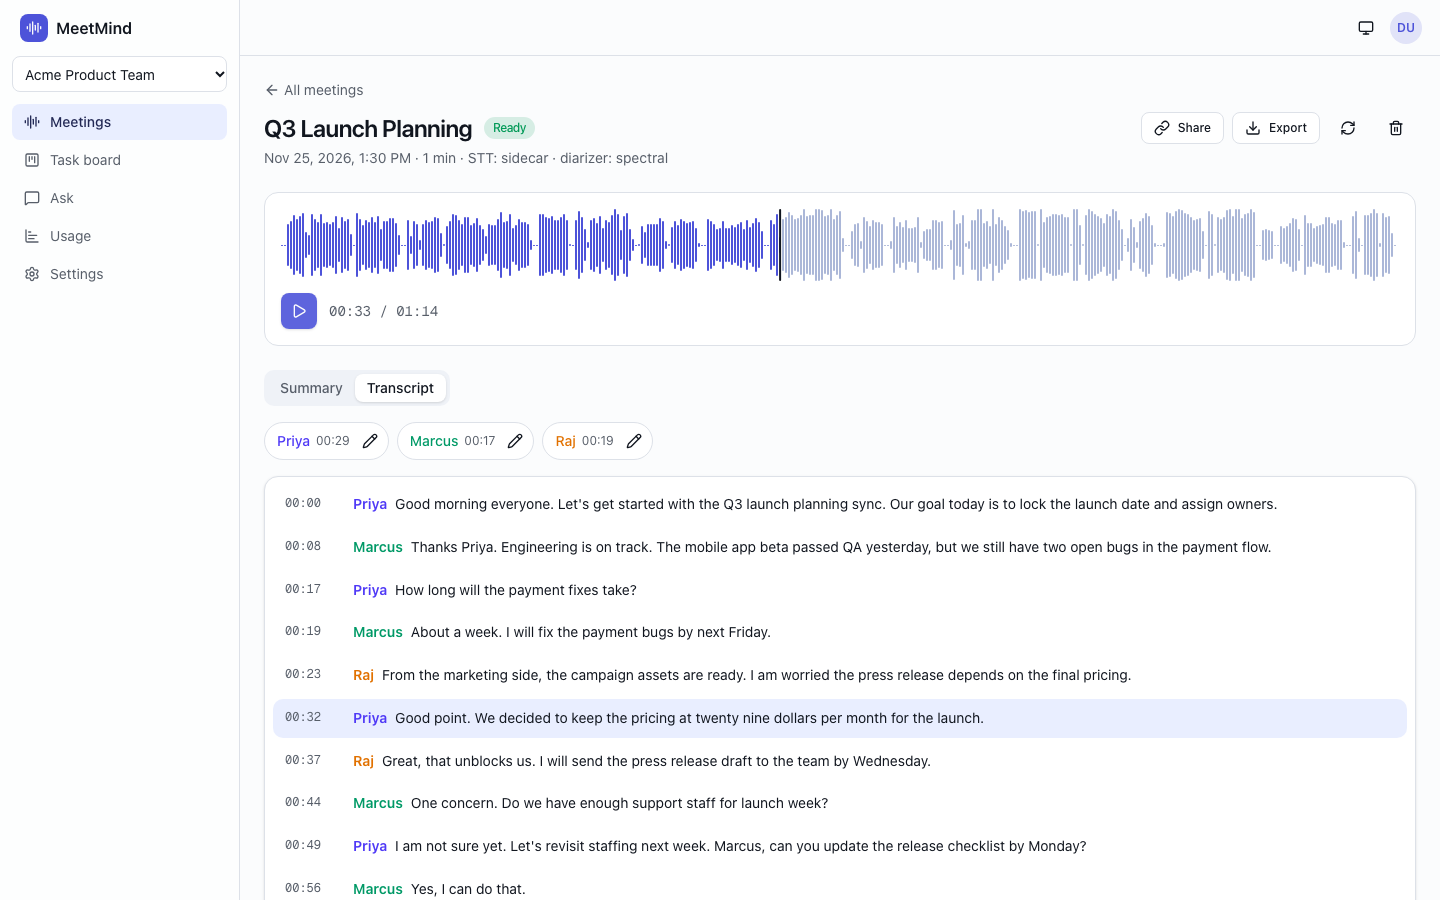 MeetMind
DU
Acme Product Team
Meetings
Task board
Ask
Usage
Settings
All meetings
Q3 Launch Planning Ready
Share Export
Nov 25, 2026, 1:30 PM · 1 min · STT: sidecar · diarizer: spectral
00:33 / 01:14
Summary Transcript
Priya 00:29 Marcus 00:17 Raj 00:19
00:00 Priya Good morning everyone. Let's get started with the Q3 launch planning sync. Our goal today is to lock the launch date and assign owners.
00:08 Marcus Thanks Priya. Engineering is on track. The mobile app beta passed QA yesterday, but we still have two open bugs in the payment flow.
00:17 Priya How long will the payment fixes take?
00:19 Marcus About a week. I will fix the payment bugs by next Friday.
00:23 Raj From the marketing side, the campaign assets are ready. I am worried the press release depends on the final pricing.
00:32 Priya Good point. We decided to keep the pricing at twenty nine dollars per month for the launch.
00:37 Raj Great, that unblocks us. I will send the press release draft to the team by Wednesday.
00:44 Marcus One concern. Do we have enough support staff for launch week?
00:49 Priya I am not sure yet. Let's revisit staffing next week. Marcus, can you update the release checklist by Monday?
00:56 Marcus Yes, I can do that.